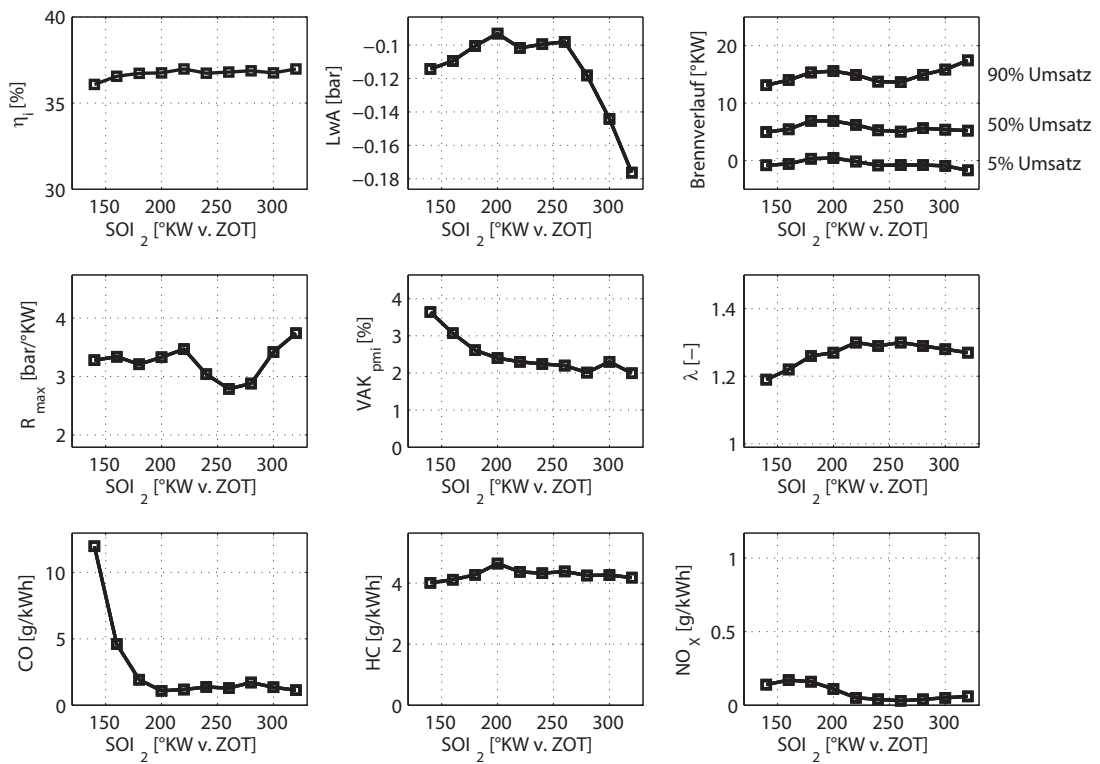 40
35
30
η i [%]
150 200 250 300
SOI 2 [°KW v. ZOT]
−0.1
−0.12
−0.14
−0.16
−0.18
LwA [bar]
150 200 250 300
SOI 2 [°KW v. ZOT]
20
10
0
Brennverlauf [°KW]
90% Umsatz
50% Umsatz
5% Umsatz
150 200 250 300
SOI 2 [°KW v. ZOT]
4
3
2
R max [bar/°KW]
150 200 250 300
SOI 2 [°KW v. ZOT]
4
3
2
1
0
VAK pmi [%]
150 200 250 300
SOI 2 [°KW v. ZOT]
1.4
1.2
1
λ [−]
150 200 250 300
SOI 2 [°KW v. ZOT]
10
5
0
CO [g/kWh]
150 200 250 300
SOI 2 [°KW v. ZOT]
4
2
0
HC [g/kWh]
150 200 250 300
SOI 2 [°KW v. ZOT]
1
0.5
0
NO X [g/kWh]
150 200 250 300
SOI 2 [°KW v. ZOT]